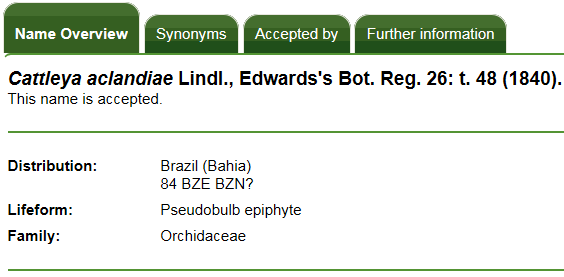 Name Overview Synonyms Accepted by Further information
Cattleya aclandiae Lindl., Edwards's Bot. Reg. 26: t. 48 (1840).
This name is accepted.
Distribution: Brazil (Bahia)
84 BZE BZN?
Lifeform: Pseudobulb epiphyte
Family: Orchidaceae